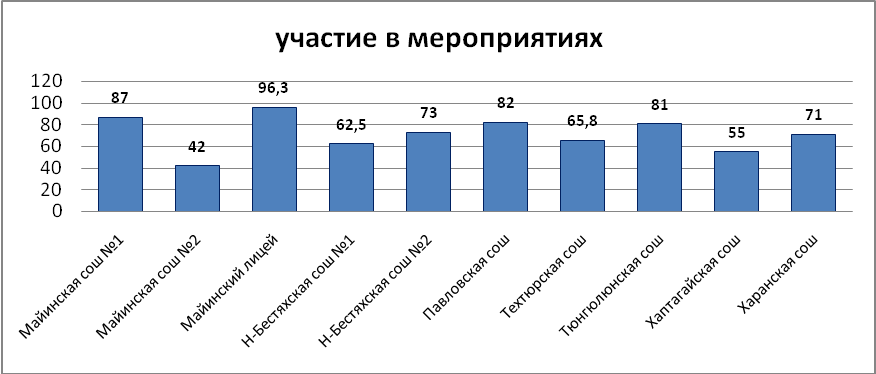 участие в мероприятиях
120
100
80
60
40
20
0
87
42
96,3
62,5
73
82
65,8
81
55
71
Майинская сош №1
Майинская сош №2
Майинский лицей
Н-Бестяхская сош №1
Н-Бестяхская сош №2
Павловская сош
Техтюрская сош
Тюнгюлюнская сош
Хаптагайская сош
Харанская сош